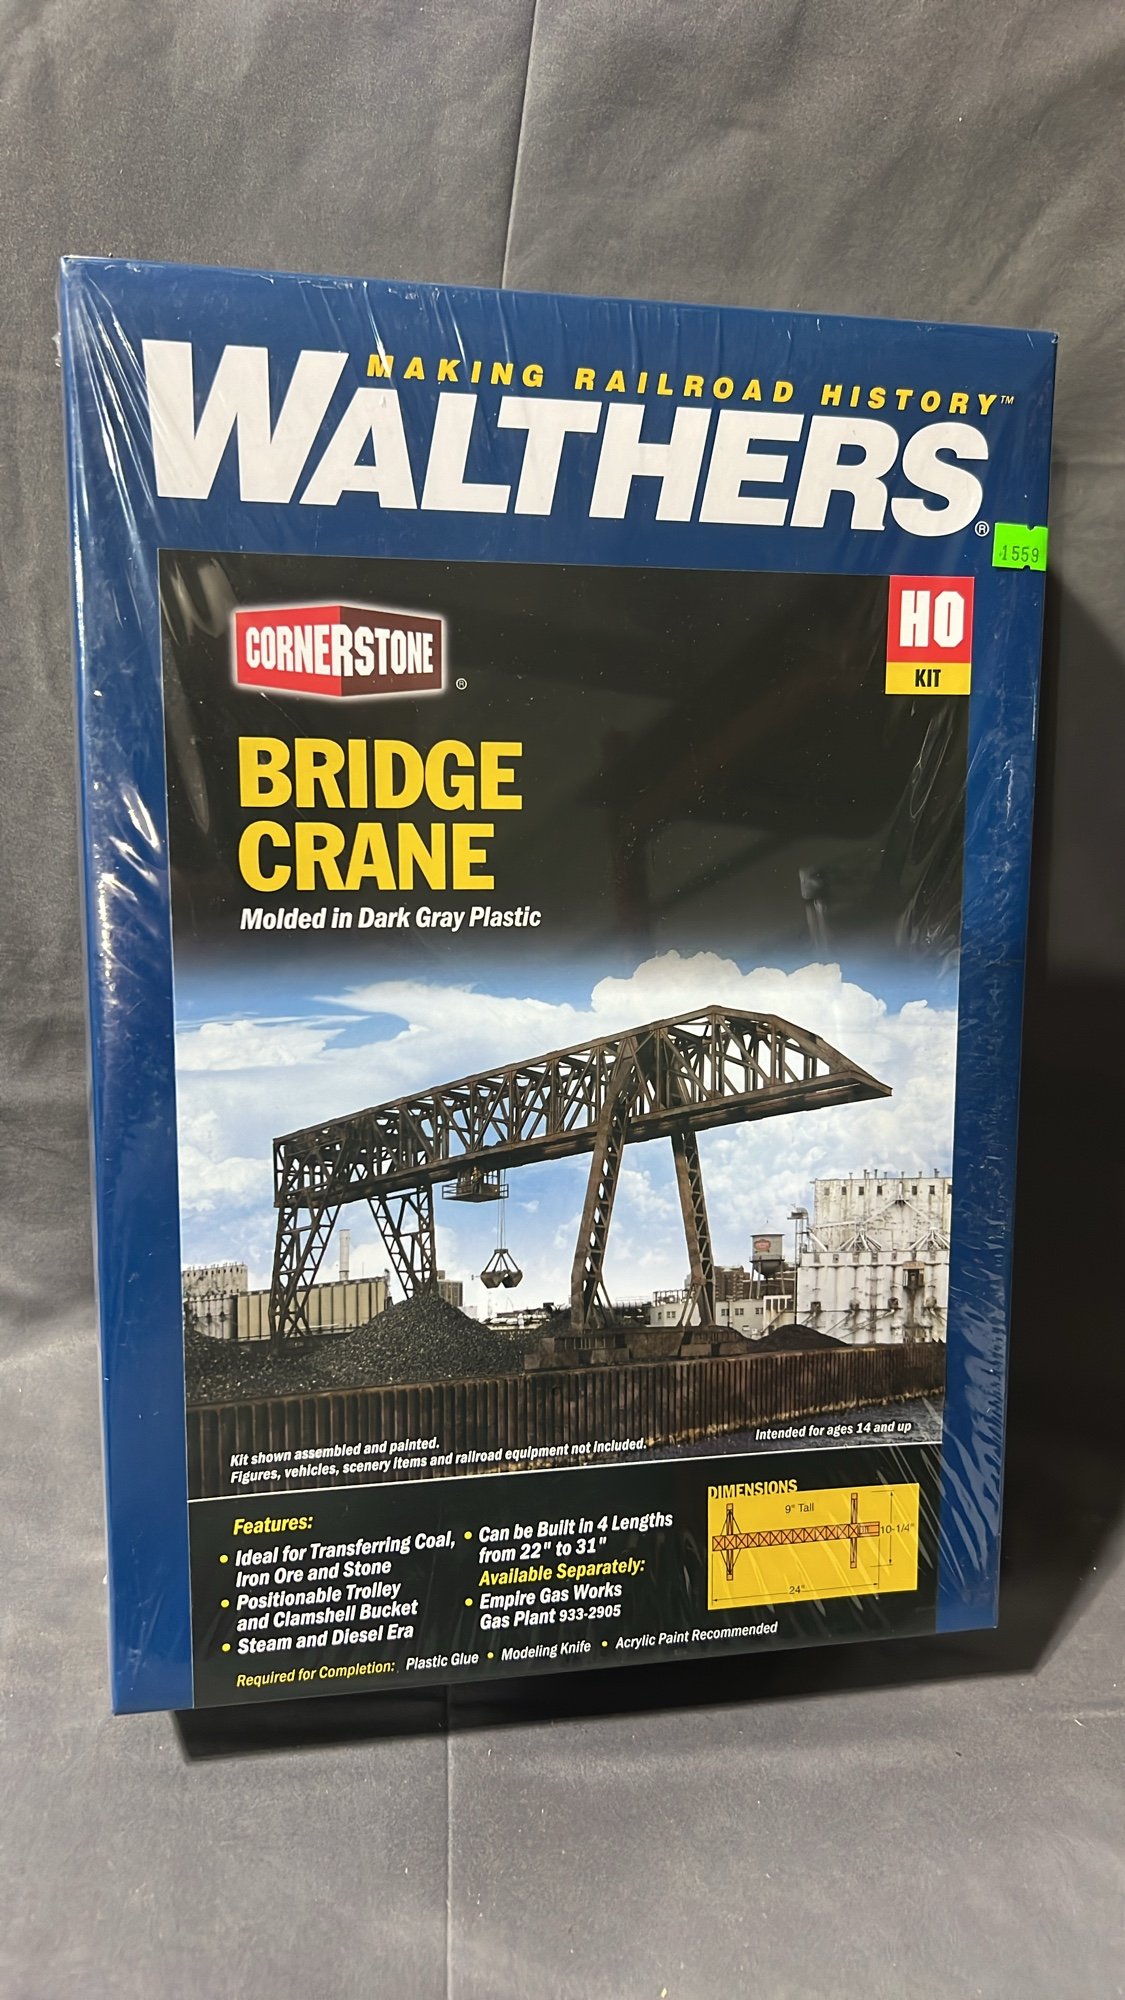 MAKING RAILROAD HISTORY™
WALTHERS®
1559
HO
KIT
CORNERSTONE®
BRIDGE
CRANE
Molded in Dark Gray Plastic
Kit shown assembled and painted.
Figures, vehicles, scenery items and railroad equipment not included.
Intended for ages 14 and up
Features:
• Ideal for Transferring Coal,
Iron Ore and Stone
• Positionable Trolley
and Clamshell Bucket
• Steam and Diesel Era
• Can be Built in 4 Lengths
from 22" to 31"
Available Separately:
• Empire Gas Works
Gas Plant 933-2905
DIMENSIONS
9" Tall
10-1/4"
24"
Required for Completion: Plastic Glue • Modeling Knife • Acrylic Paint Recommended